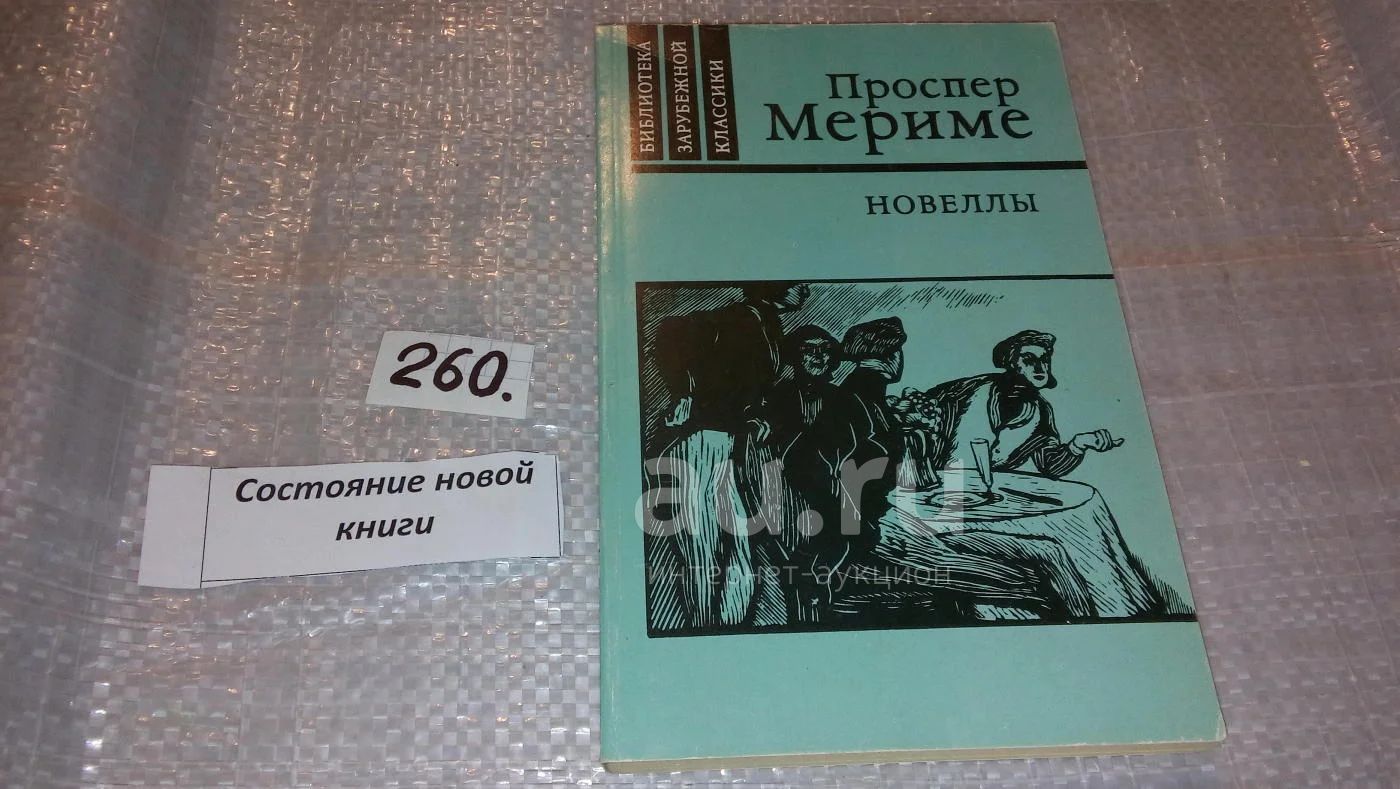 БИБЛИОТЕКА
ЗАРУБЕЖНОЙ
КЛАССИКИ
Проспер
Мериме
НОВЕЛЛЫ
260.
Состояние новой
книги
au.ru
интернет-аукцион